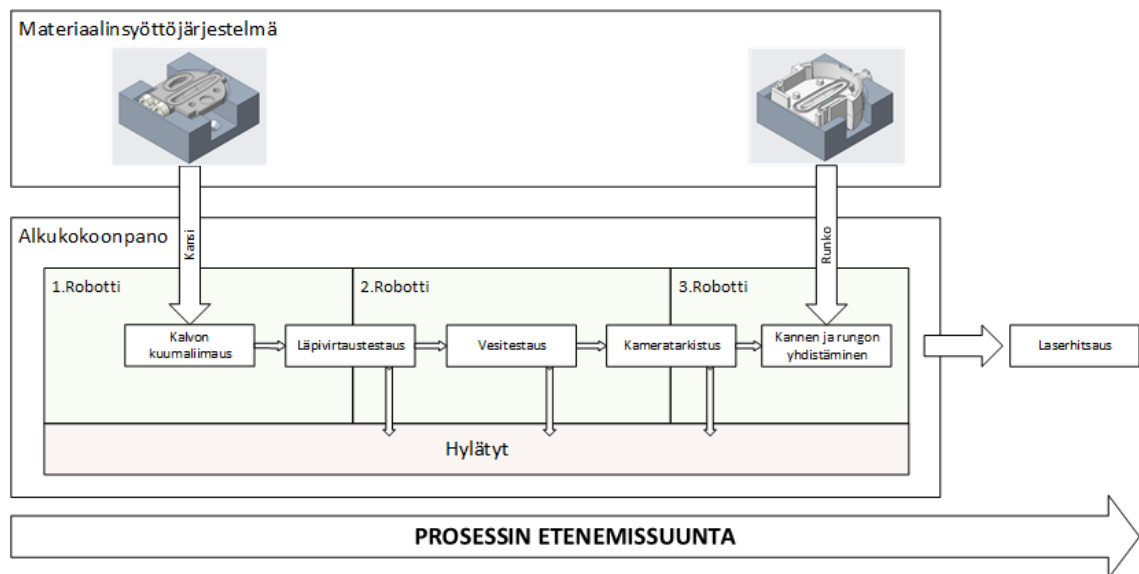 Materiaalinsyöttöjärjestelmä
Kansi
Runko
Alkukokoonpano
1.Robotti
2.Robotti
3.Robotti
Kalvon
kuumaliimaus
Läpivirtaustestaus
Vesitestaus
Kameratarkistus
Kannen ja rungon
yhdistäminen
Laserhitsaus
Hylätyt
PROSESSIN ETENEMISSUUNTA